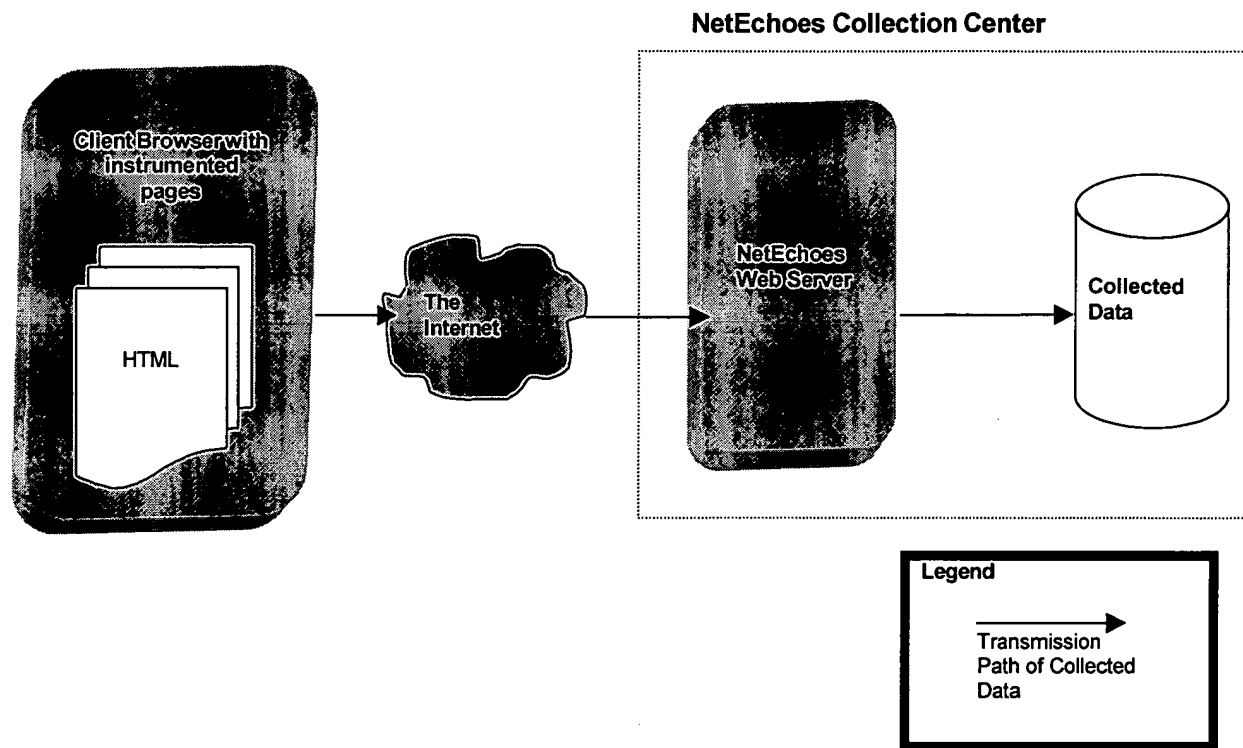 NetEchoes Collection Center
Client Browser with
instrumented
pages
HTML
The
Internet
NetEchoes
Web Server
Collected
Data
Legend
Transmission
Path of Collected
Data